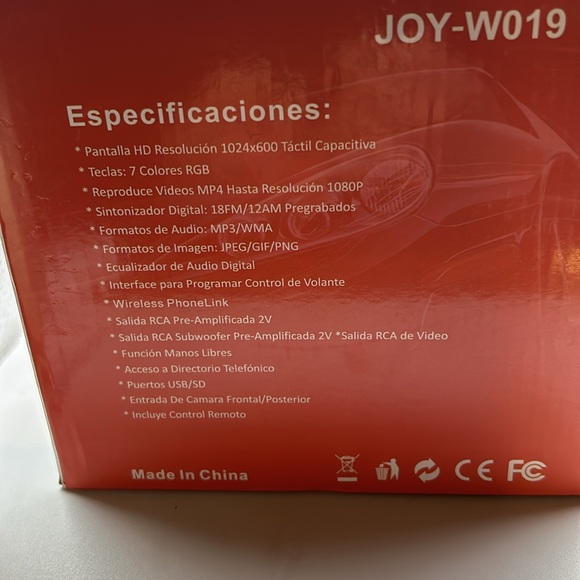 JOY-W019
Especificaciones:
* Pantalla HD Resolución 1024x600 Táctil Capacitiva
* Teclas: 7 Colores RGB
* Reproduce Videos MP4 Hasta Resolución 1080P
* Sintonizador Digital: 18FM/12AM Pregrabados
* Formatos de Audio: MP3/WMA
* Formatos de Imagen: JPEG/GIF/PNG
* Ecualizador de Audio Digital
* Interface para Programar Control de Volante
* Wireless PhoneLink
* Salida RCA Pre-Amplificada 2V
* Salida RCA Subwoofer Pre-Amplificada 2V *Salida RCA de Video
* Función Manos Libres
* Acceso a Directorio Telefónico
* Puertos USB/SD
* Entrada De Camara Frontal/Posterior
* Incluye Control Remoto
Made In China CE FC